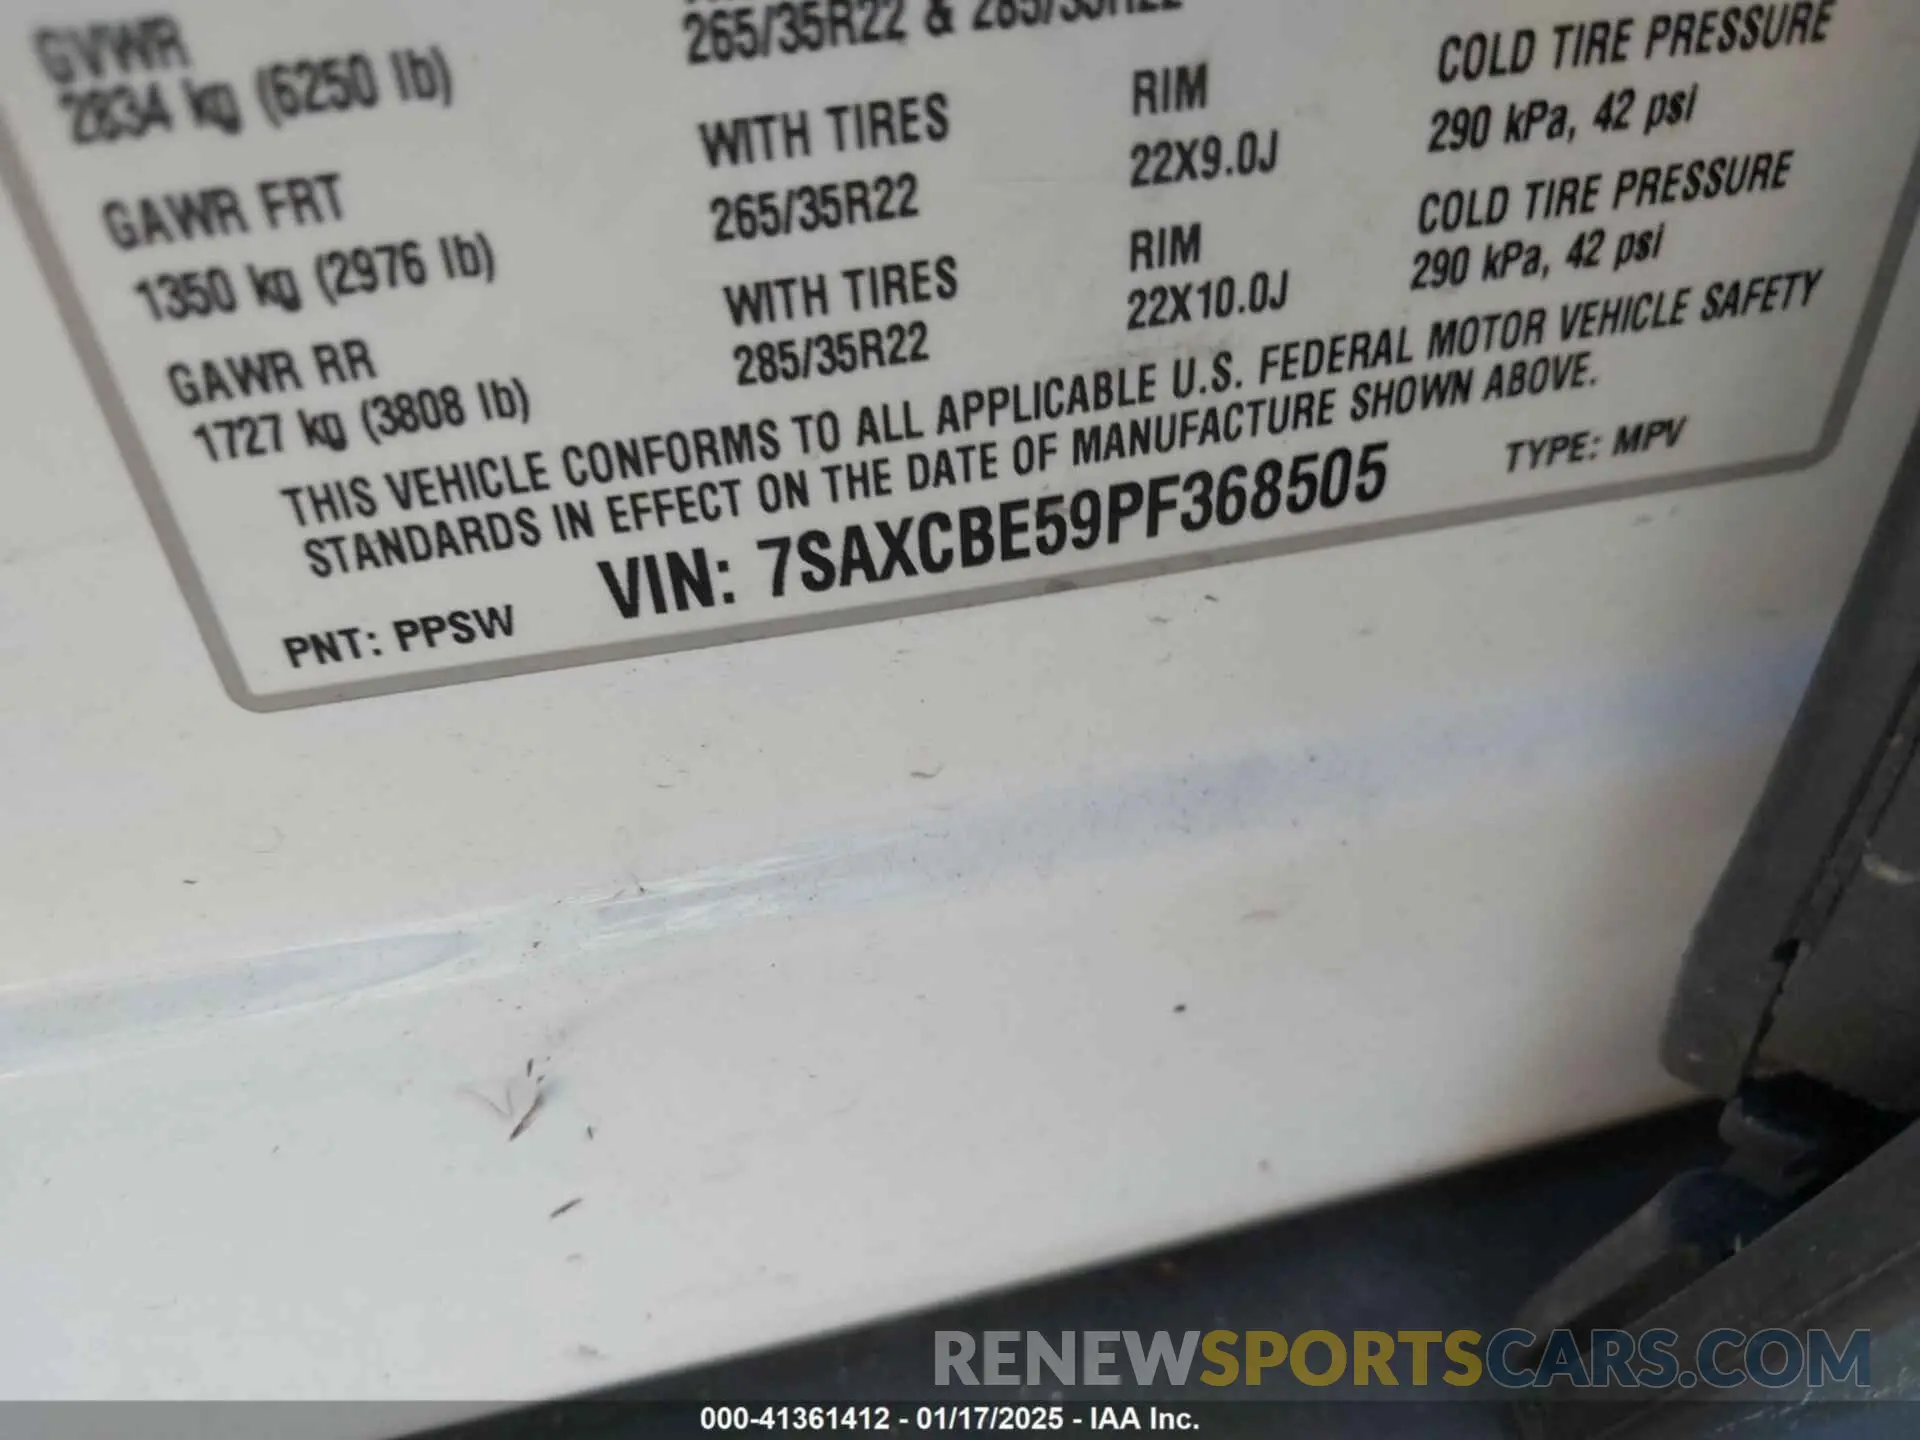 265/35R22 & 285/35R22
GVWR
2834 kg (6250 lb)
WITH TIRES RIM COLD TIRE PRESSURE
GAWR FRT 265/35R22 22X9.0J 290 kPa, 42 psi
1350 kg (2976 lb)
WITH TIRES RIM COLD TIRE PRESSURE
GAWR RR 285/35R22 22X10.0J 290 kPa, 42 psi
1727 kg (3808 lb)
THIS VEHICLE CONFORMS TO ALL APPLICABLE U.S. FEDERAL MOTOR VEHICLE SAFETY
STANDARDS IN EFFECT ON THE DATE OF MANUFACTURE SHOWN ABOVE.
PNT: PPSW VIN: 7SAXCBE59PF368505 TYPE: MPV
RENEWSPORTSCARS.COM
000-41361412 - 01/17/2025 - IAA Inc.